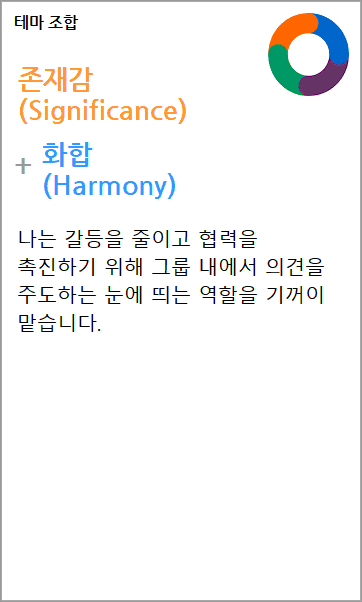 테마 조합
존재감
(Significance)
+ 화합
(Harmony)
나는 갈등을 줄이고 협력을
촉진하기 위해 그룹 내에서 의견을
주도하는 눈에 띄는 역할을 기꺼이
맡습니다.